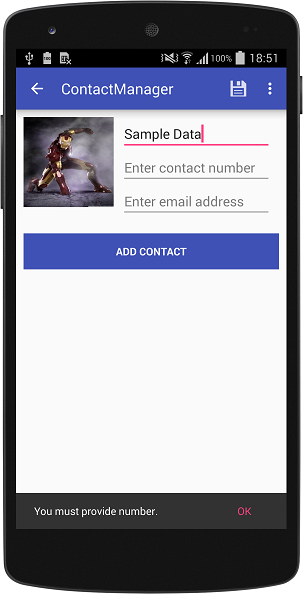 100% 18:51
ContactManager
Sample Data
Enter contact number
Enter email address
ADD CONTACT
You must provide number. OK